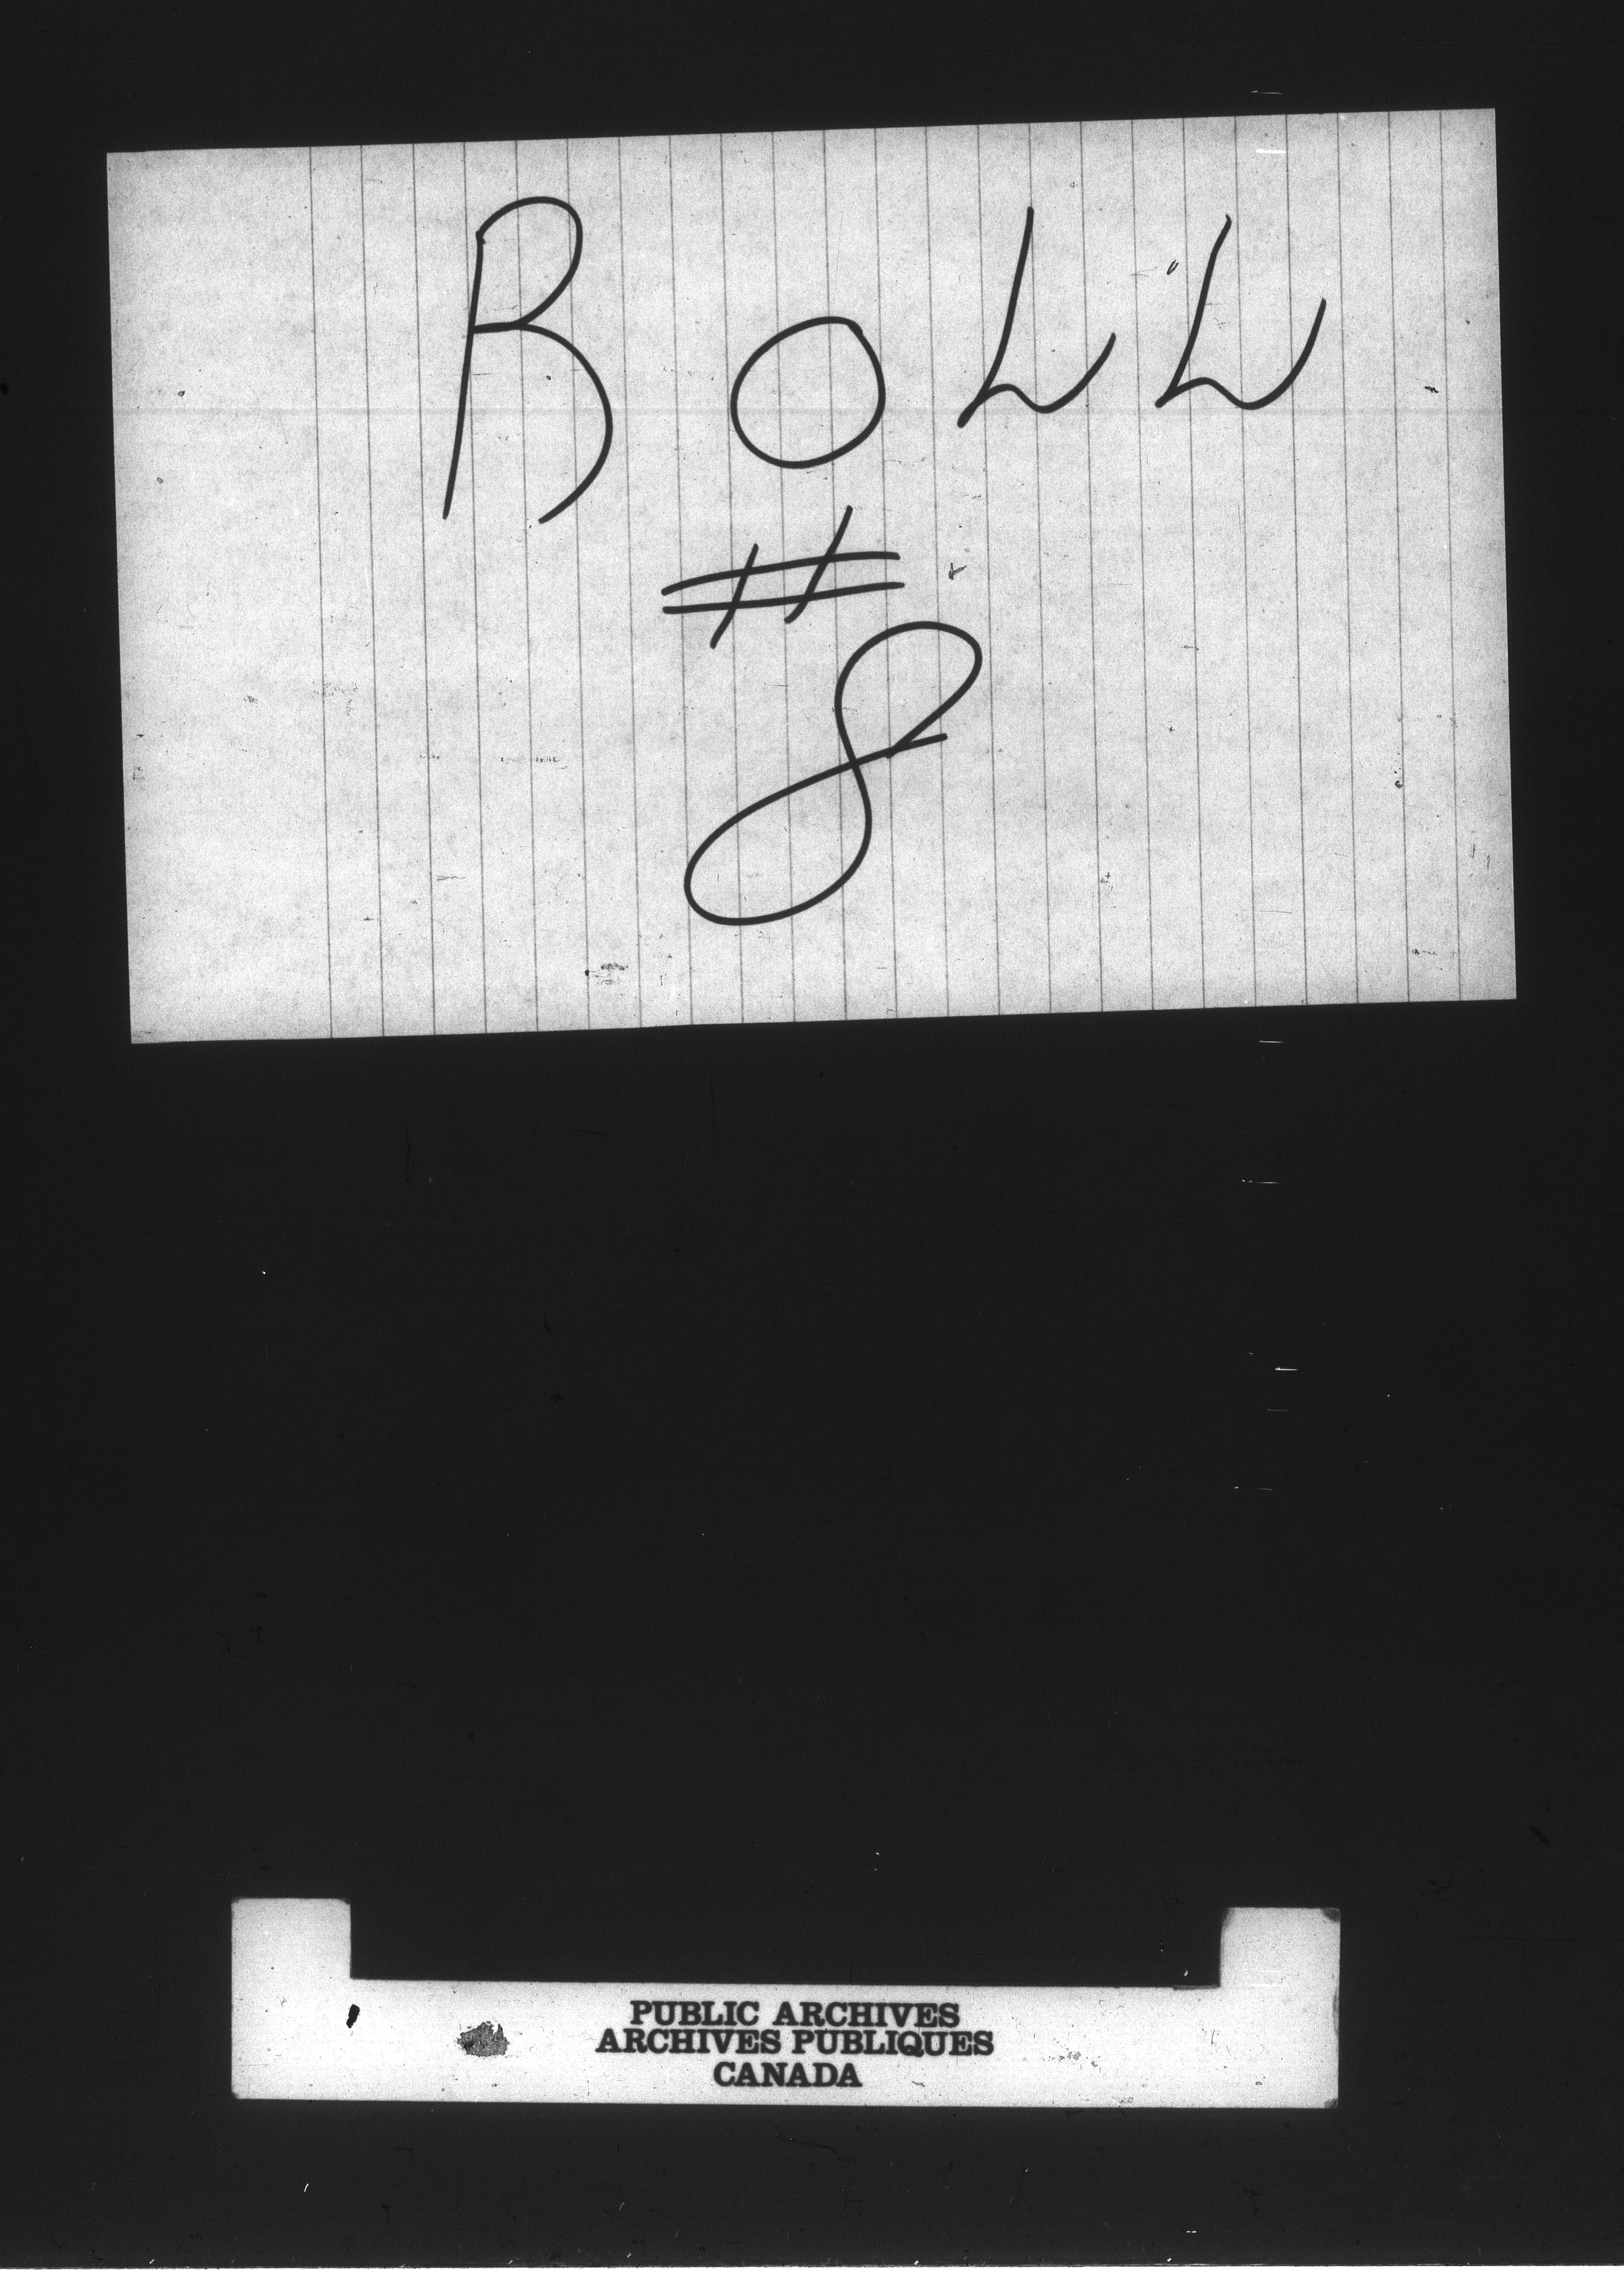 ROLL
#
8
PUBLIC ARCHIVES
ARCHIVES PUBLIQUES
CANADA